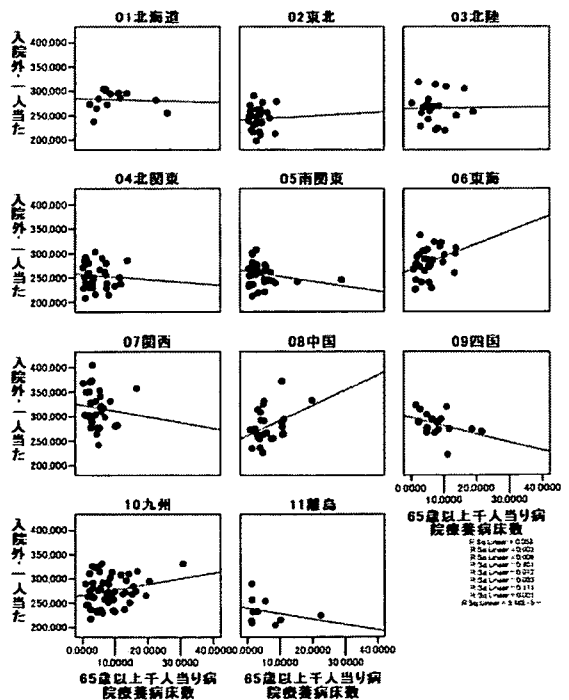 01北海道
02東北
03北陸
入院外・一人当た
400,000
350,000
300,000
250,000
200,000
04北関東
05南関東
06東海
入院外・一人当た
400,000
350,000
300,000
250,000
200,000
07関西
08中国
09四国
入院外・一人当た
400,000
350,000
300,000
250,000
200,000
0.0000
20.0000
40.0000
10.0000
30.0000
10九州
11離島
65歳以上千人当り病
院療養病床数
入院外・一人当た
400,000
350,000
300,000
250,000
200,000
0.0000
20.0000
40.0000
0.0000
20.0000
40.0000
10.0000
30.0000
10.0000
30.0000
65歳以上千人当り病
院療養病床数
65歳以上千人当り病
院療養病床数